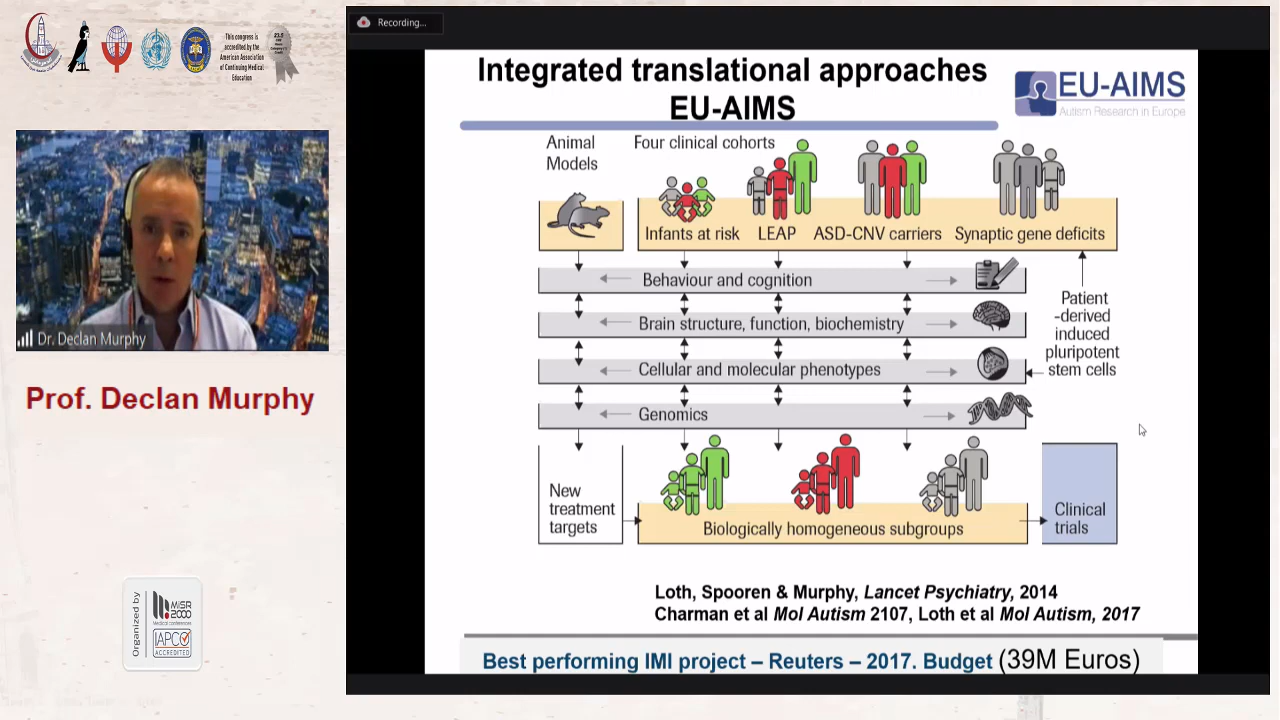 Recording...
This congress is
accredited by the
American Association
of Continuing Medical
Education
Dr. Declan Murphy
Prof. Declan Murphy
Organized by
MiSR
2000
Medical conferences
IAPCO
ACCREDITED
Integrated translational approaches
EU-AIMS
EU-AIMS
Autism Research in Europe
Animal
Models
Four clinical cohorts
Infants at risk
LEAP
ASD-CNV carriers
Synaptic gene deficits
Behaviour and cognition
Brain structure, function, biochemistry
Cellular and molecular phenotypes
Genomics
Patient
-derived
induced
pluripotent
stem cells
New
treatment
targets
Biologically homogeneous subgroups
Clinical
trials
Loth, Spooren & Murphy, Lancet Psychiatry, 2014
Charman et al Mol Autism 2107, Loth et al Mol Autism, 2017
Best performing IMI project – Reuters – 2017. Budget (39M Euros)